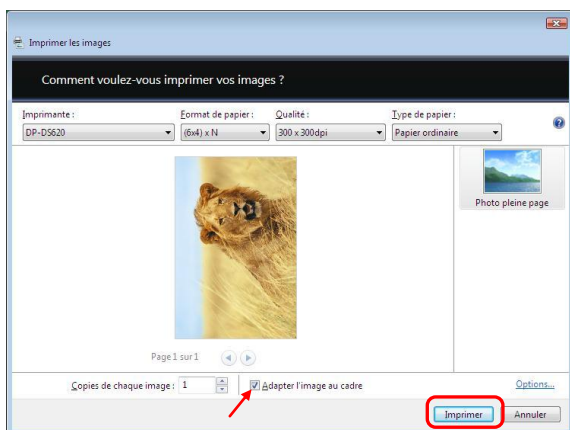 Imprimer les images
Comment voulez-vous imprimer vos images ?
Imprimante : Format de papier : Qualité : Type de papier :
DP-DS620 (6x4) x N 300 x 300dpi Papier ordinaire
Photo pleine page
Page 1 sur 1
Copies de chaque image : 1 Adapter l'image au cadre Options...
Imprimer Annuler